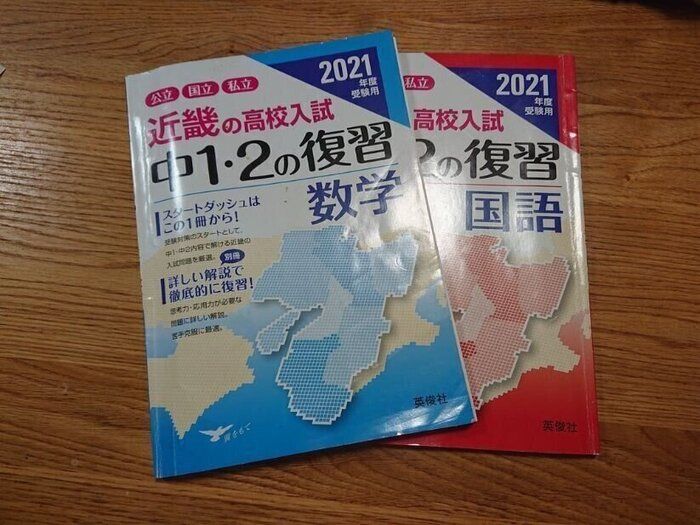 公立 国立 私立
2021
年度
受験用
近畿の高校入試
中1・2の復習
数学
スタートダッシュは
この1冊から!
受験対策のスタートとして、
中1・中2内容で解ける近畿の
入試問題を厳選。
別冊
詳しい解説で
徹底的に復習!
思考力・応用力が必要な
問題に詳しい解説。
苦手克服に最適。
翼をもて
英俊社
私立
2021
年度
受験用
高校入試
2の復習
国語
英俊社